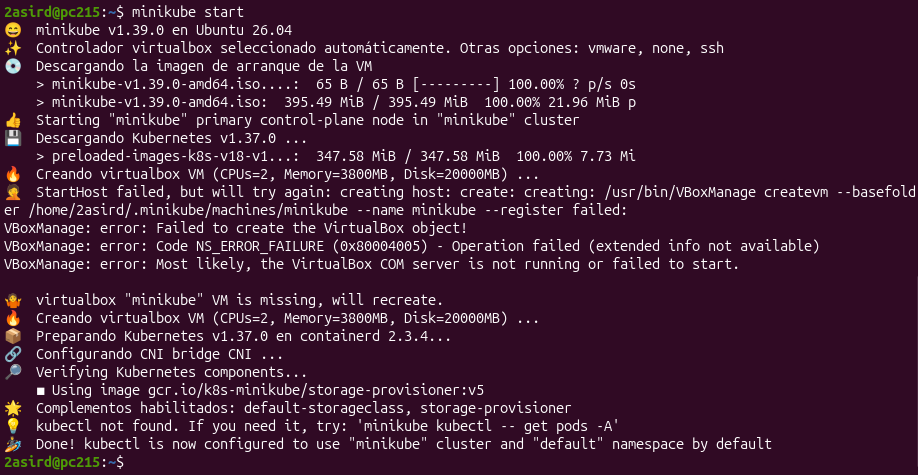 2asird@pc215:~$ minikube start
😄  minikube v1.39.0 en Ubuntu 26.04
✨  Controlador virtualbox seleccionado automáticamente. Otras opciones: vmware, none, ssh
💿  Descargando la imagen de arranque de la VM
    > minikube-v1.39.0-amd64.iso....:  65 B / 65 B [---------] 100.00% ? p/s 0s
    > minikube-v1.39.0-amd64.iso:  395.49 MiB / 395.49 MiB  100.00% 21.96 MiB p
👍  Starting "minikube" primary control-plane node in "minikube" cluster
💾  Descargando Kubernetes v1.37.0 ...
    > preloaded-images-k8s-v18-v1...:  347.58 MiB / 347.58 MiB  100.00% 7.73 Mi
🔥  Creando virtualbox VM (CPUs=2, Memory=3800MB, Disk=20000MB) ...
🤦  StartHost failed, but will try again: creating host: create: creating: /usr/bin/VBoxManage createvm --basefold
er /home/2asird/.minikube/machines/minikube --name minikube --register failed:
VBoxManage: error: Failed to create the VirtualBox object!
VBoxManage: error: Code NS_ERROR_FAILURE (0x80004005) - Operation failed (extended info not available)
VBoxManage: error: Most likely, the VirtualBox COM server is not running or failed to start.

🤷  virtualbox "minikube" VM is missing, will recreate.
🔥  Creando virtualbox VM (CPUs=2, Memory=3800MB, Disk=20000MB) ...
📦  Preparando Kubernetes v1.37.0 en containerd 2.3.4...
🔗  Configurando CNI bridge CNI ...
🔎  Verifying Kubernetes components...
    ▪ Using image gcr.io/k8s-minikube/storage-provisioner:v5
🌟  Complementos habilitados: default-storageclass, storage-provisioner
💡  kubectl not found. If you need it, try: 'minikube kubectl -- get pods -A'
🏄  Done! kubectl is now configured to use "minikube" cluster and "default" namespace by default
2asird@pc215:~$